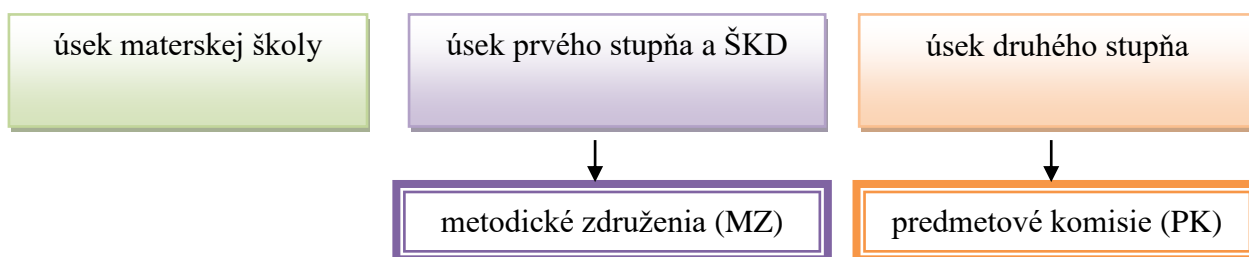 úsek materskej školy
úsek prvého stupňa a ŠKD
úsek druhého stupňa
metodické združenia (MZ)
predmetové komisie (PK)